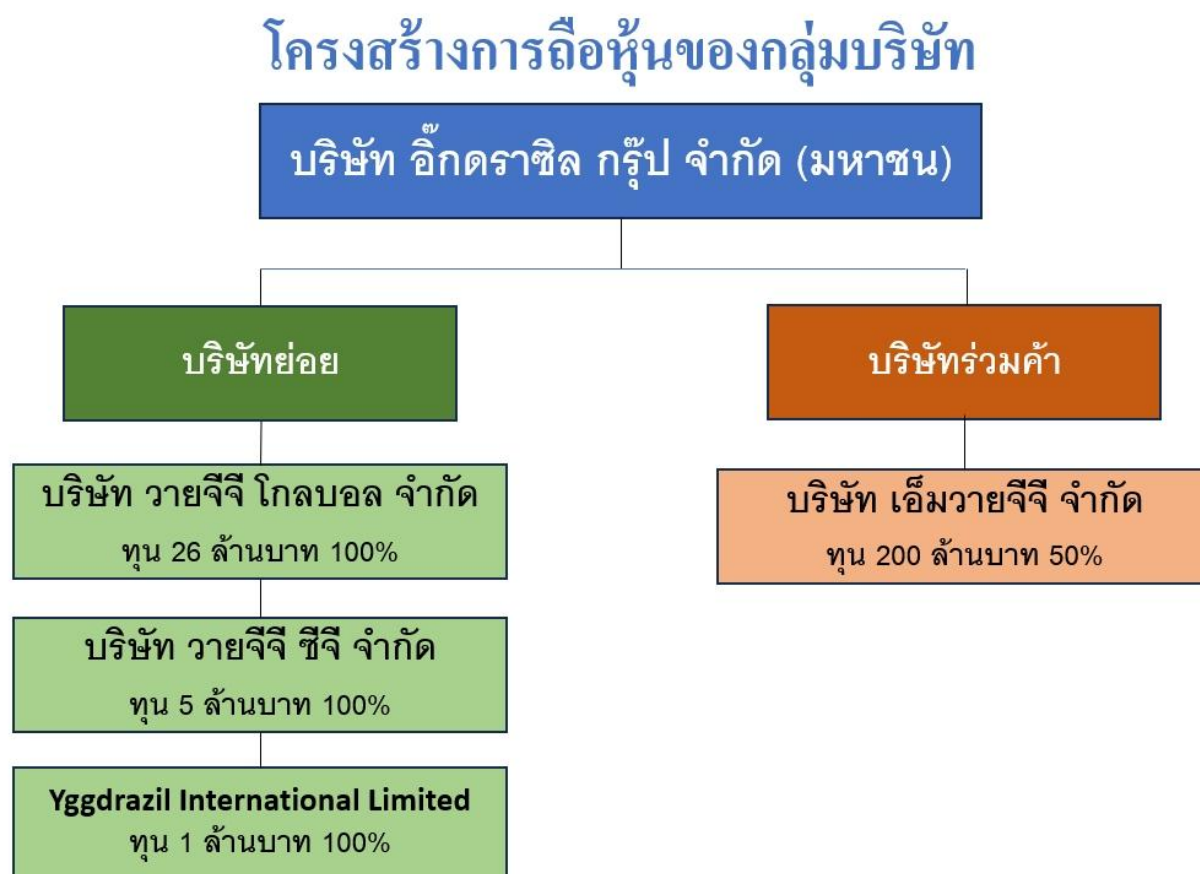 โครงสร้างการถือหุ้นของกลุ่มบริษัท
บริษัท อิ๊กดราซิล กรุ๊ป จำกัด (มหาชน)
บริษัทย่อย
บริษัท วายจีจี โกลบอล จำกัด
ทุน 26 ล้านบาท 100%
บริษัท วายจีจี ซีจี จำกัด
ทุน 5 ล้านบาท 100%
Yggdrazil International Limited
ทุน 1 ล้านบาท 100%
บริษัทร่วมค้า
บริษัท เอ็มวายจีจี จำกัด
ทุน 200 ล้านบาท 50%